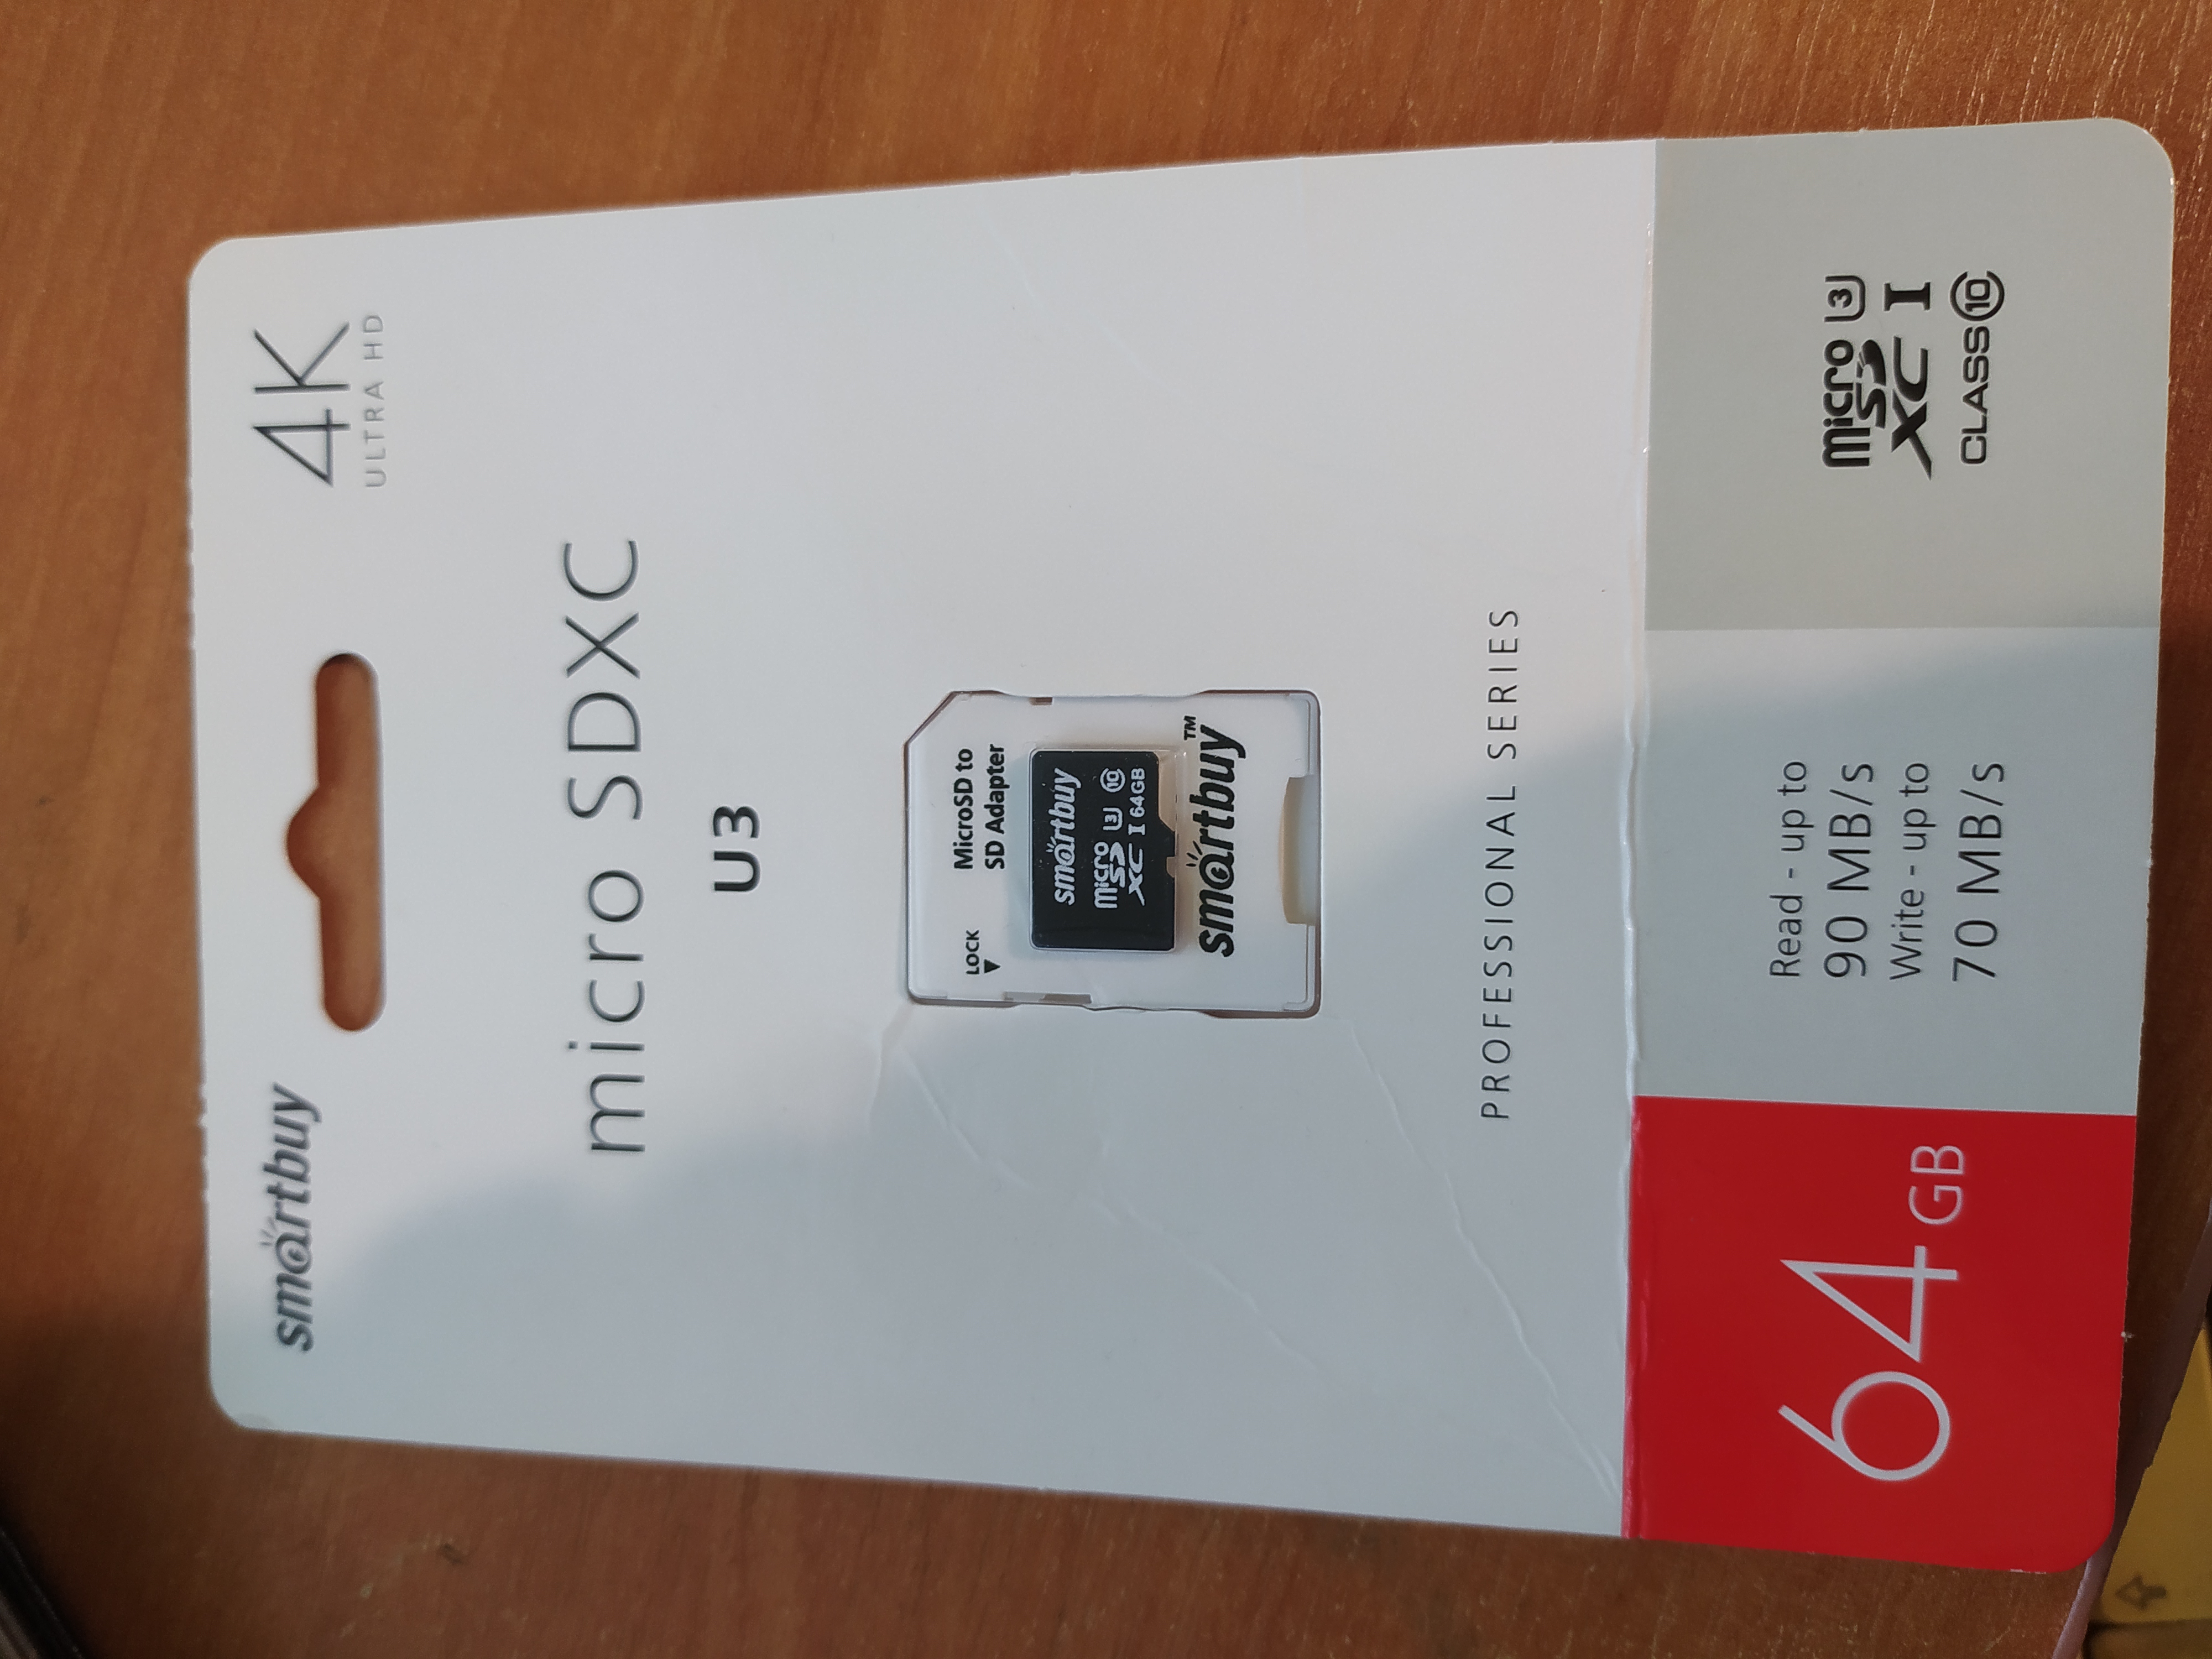 smartbuy
4K
ULTRA HD
micro SDXC
U3
LOCK
MicroSD to
SD Adapter
smartbuy
micro SD XC I U3 10
64GB
smartbuy™
PROFESSIONAL SERIES
64 GB
Read - up to
90 MB/s
Write - up to
70 MB/s
micro SD XC I U3
CLASS 10